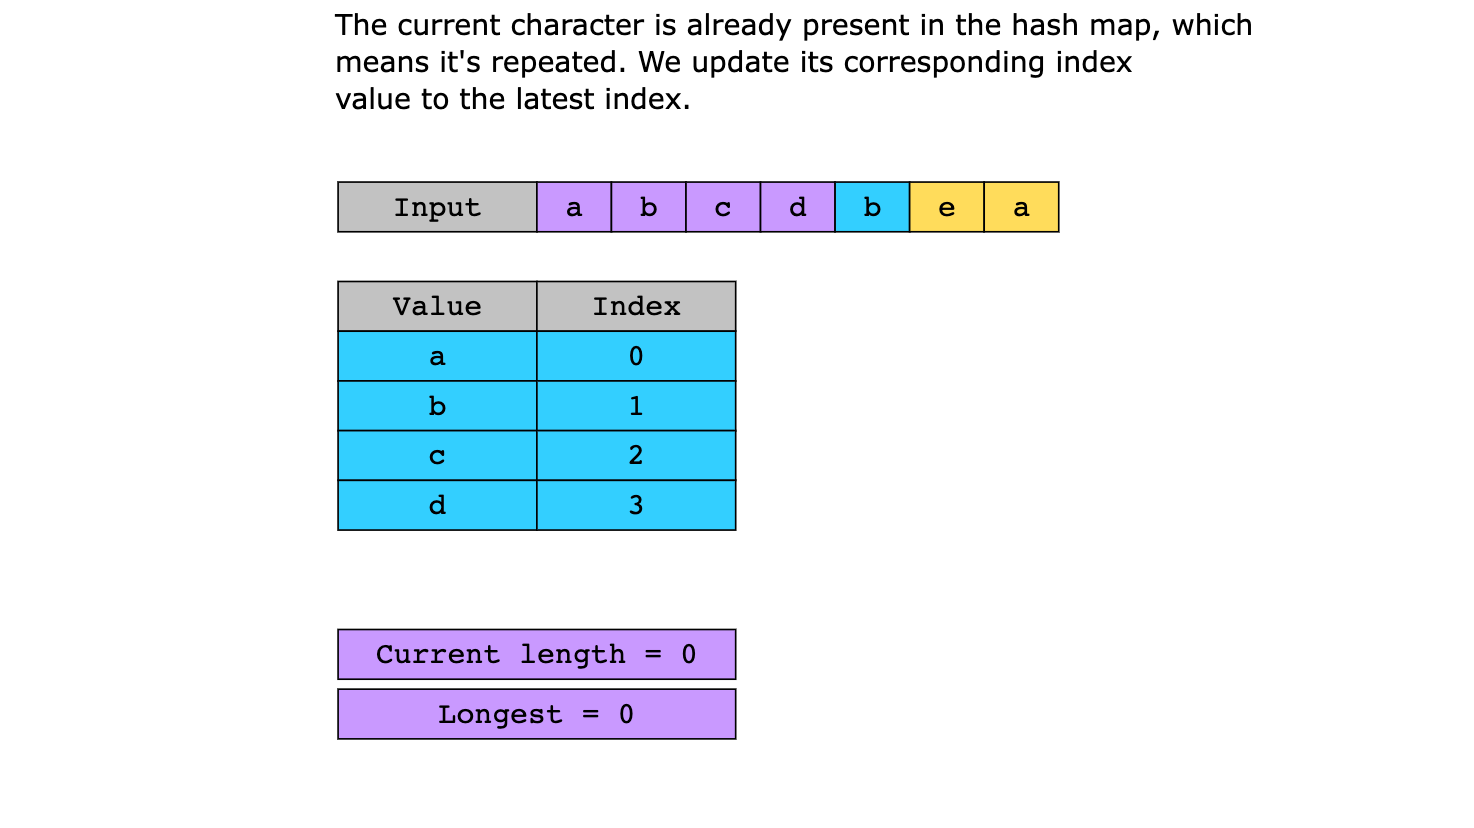 The current character is already present in the hash map, which
means it's repeated. We update its corresponding index
value to the latest index.
Input a b c d b e a
Value Index
a 0
b 1
c 2
d 3
Current length = 0
Longest = 0